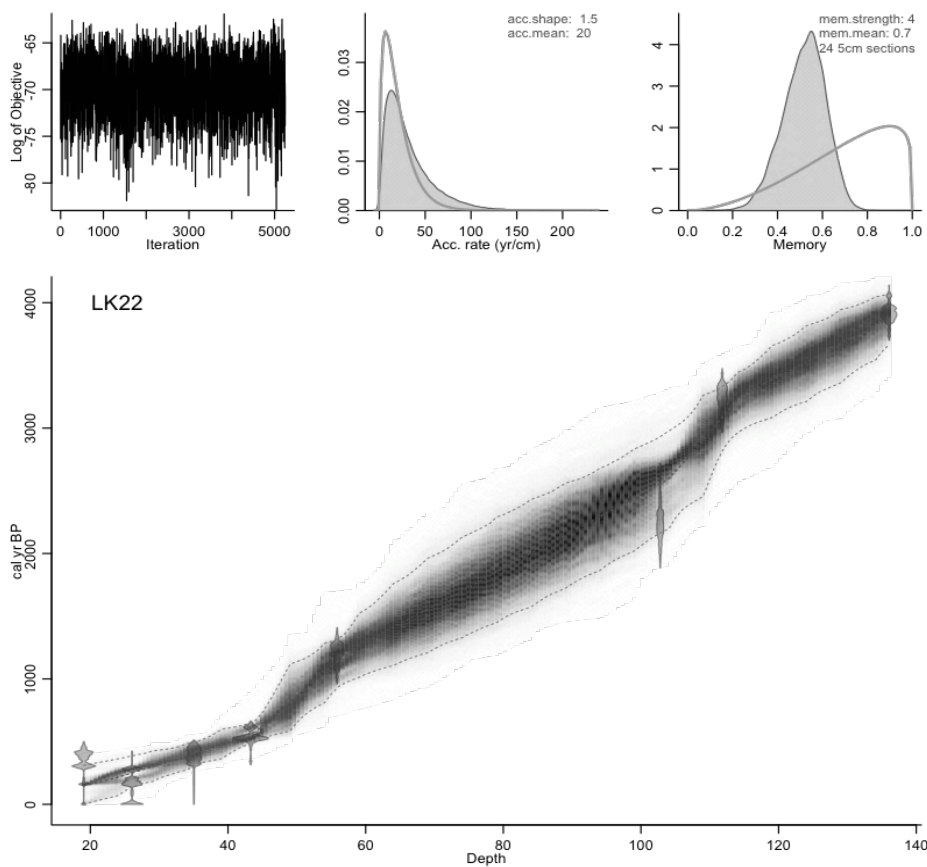 -65
-70
-75
-80
Log of Objective
0 1000 3000 5000
Iteration
acc.shape: 1.5
acc.mean: 20
0.03
0.02
0.01
0.00
0 50 100 150 200
Acc. rate (yr/cm)
mem.strength: 4
mem.mean: 0.7
24 5cm sections
4
3
2
1
0
0.0 0.2 0.4 0.6 0.8 1.0
Memory
LK22
4000
3000
2000
1000
0
cal yr BP
20 40 60 80 100 120 140
Depth